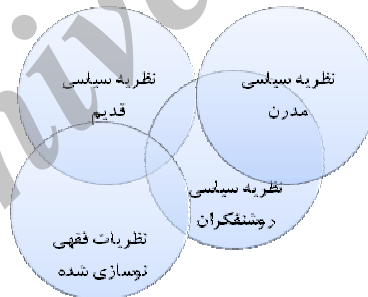 نظریه سیاسی
مدرن
نظریه سیاسی
قدیم
نظریه سیاسی
روشنفکران
نظریات فقهی
نوسازی شده